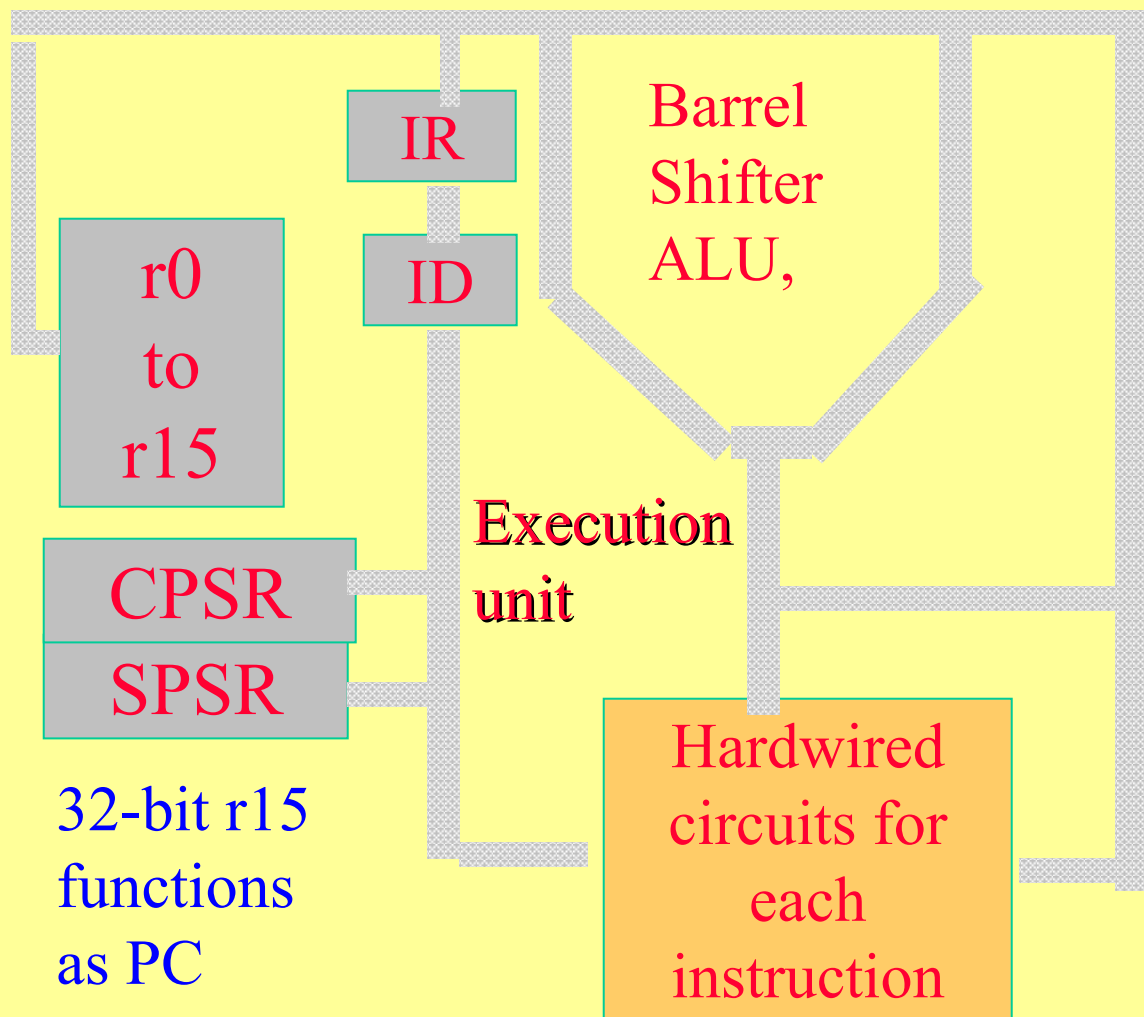 IR
Barrel
Shifter
ALU,
ID
r0
to
r15
Execution
unit
CPSR
SPSR
Hardwired
circuits for
each
instruction
32-bit r15
functions
as PC